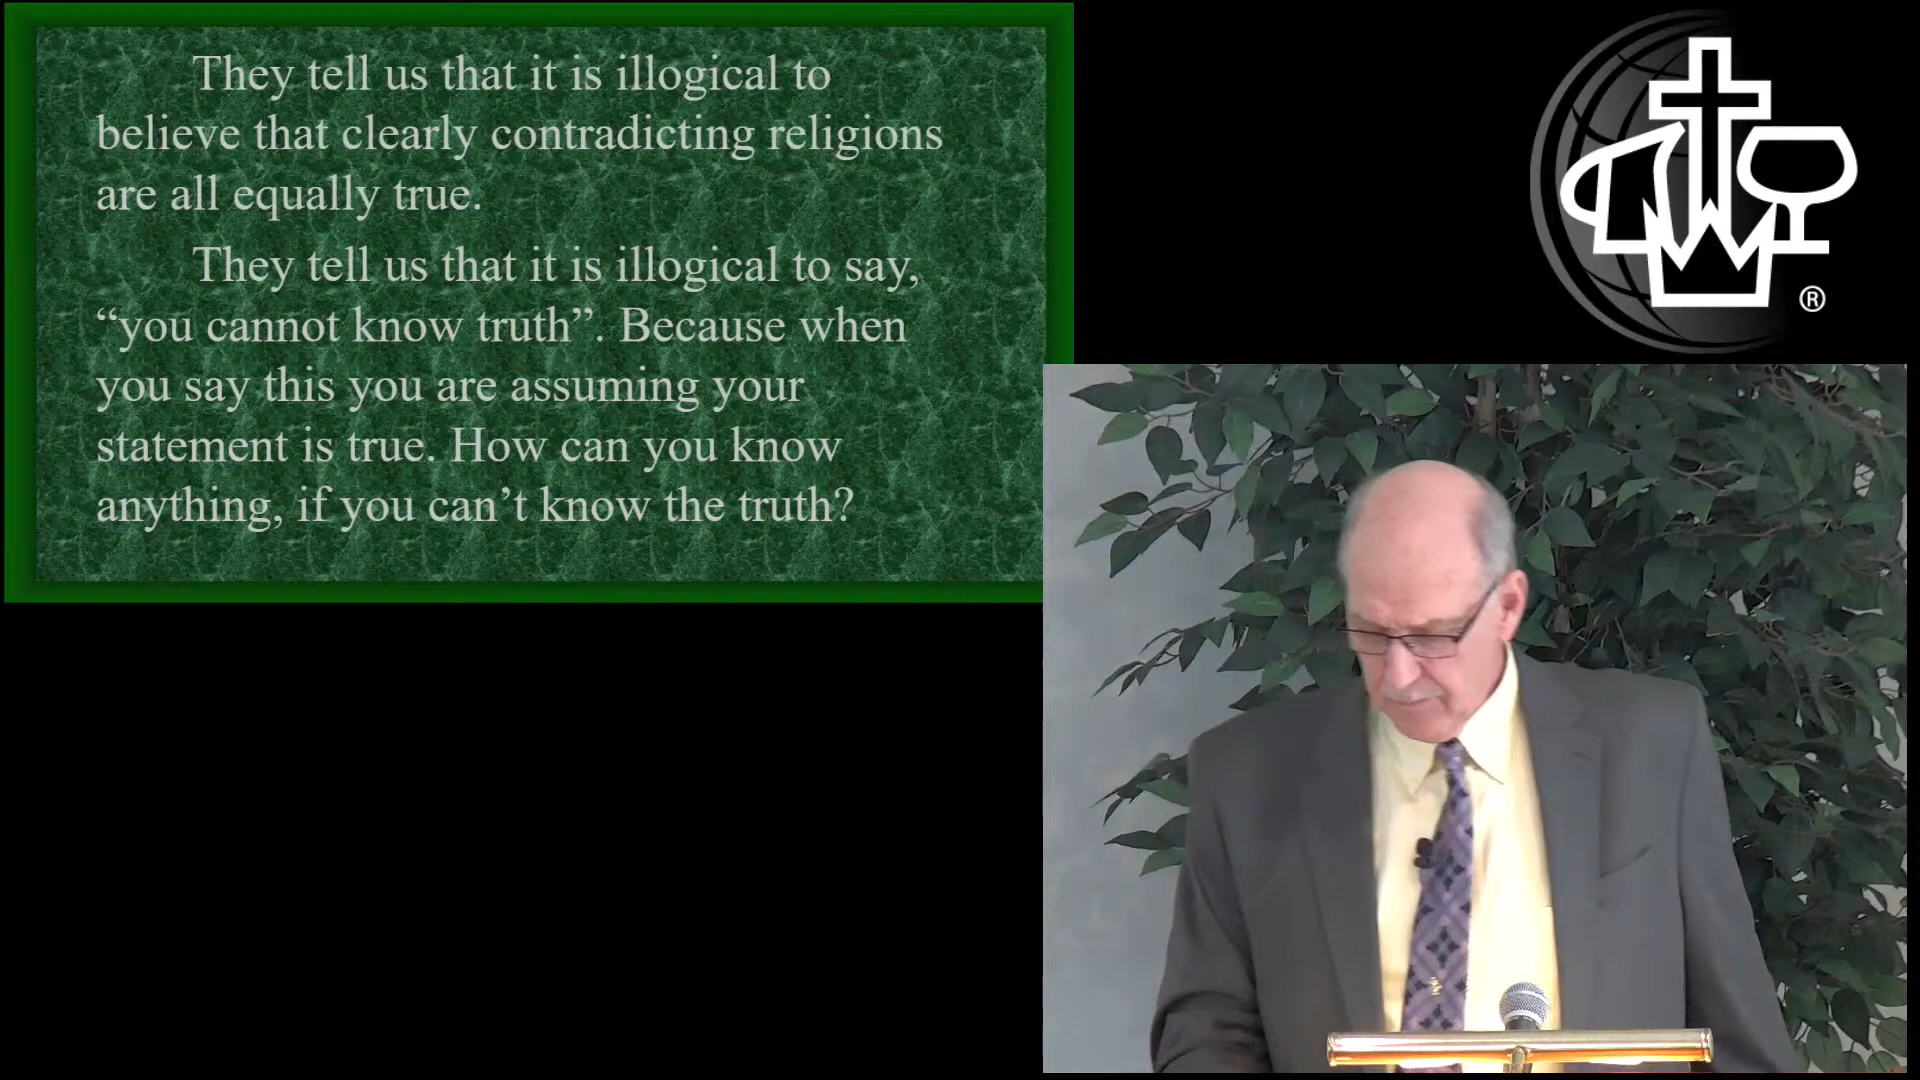 They tell us that it is illogical to
believe that clearly contradicting religions
are all equally true.
They tell us that it is illogical to say,
“you cannot know truth”. Because when
you say this you are assuming your
statement is true. How can you know
anything, if you can’t know the truth?
®